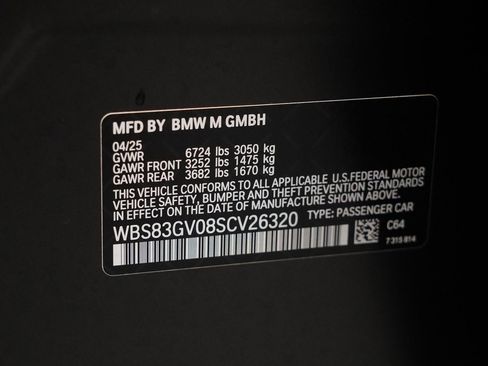 MFD BY BMW M GMBH
04/25
GVWR 6724 lbs 3050 kg
GAWR FRONT 3252 lbs 1475 kg
GAWR REAR 3682 lbs 1670 kg
THIS VEHICLE CONFORMS TO ALL APPLICABLE U.S.FEDERAL MOTOR
VEHICLE SAFETY, BUMPER, AND THEFT PREVENTION STANDARDS
IN EFFECT ON THE DATE OF MANUFACTURE SHOWN ABOVE.
WBS83GV08SCV26320 TYPE: PASSENGER CAR
C64
7 315 814